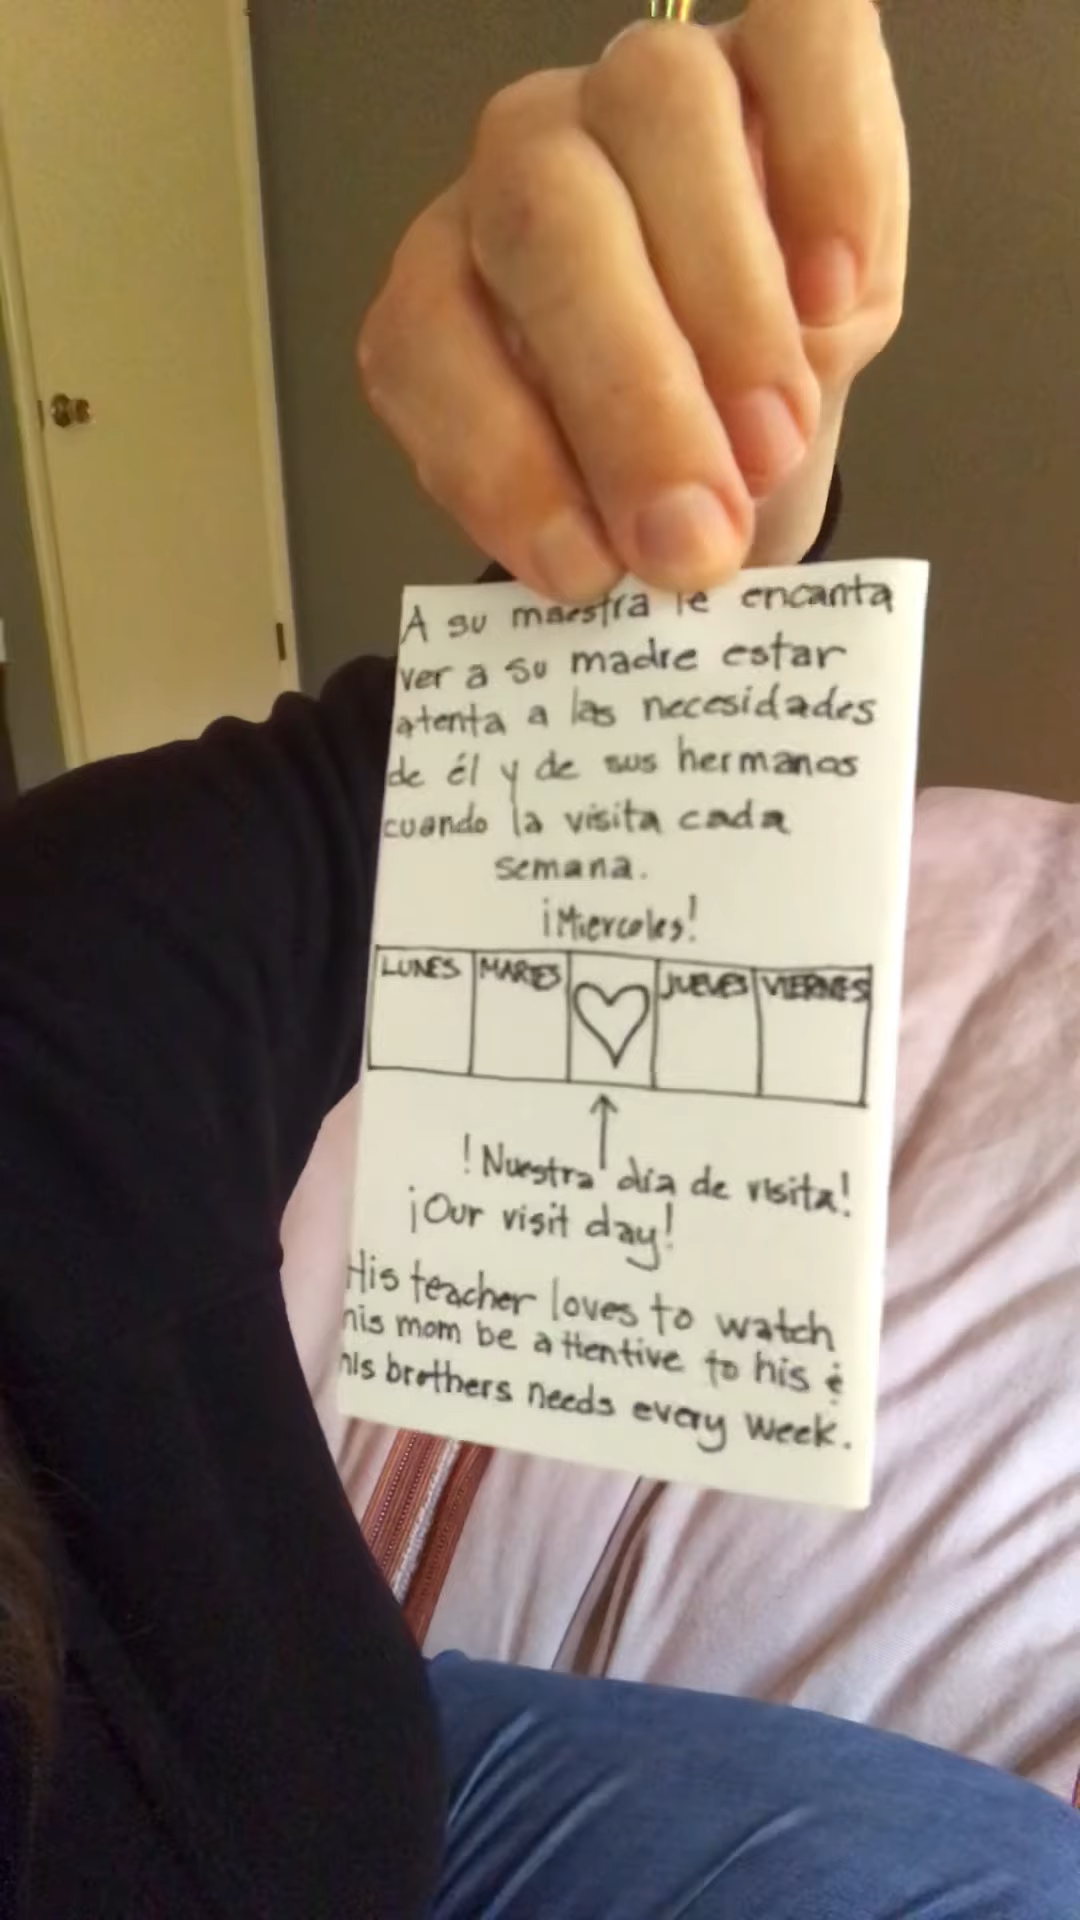 A su maestra le encanta
ver a su madre estar
atenta a las necesidades
de él y de sus hermanos
cuando la visita cada
semana.
¡Miercoles!
LUNES MARTES JUEVES VIERNES
! Nuestra día de visita!
¡Our visit day!
His teacher loves to watch
his mom be attentive to his &
his brothers needs every week.